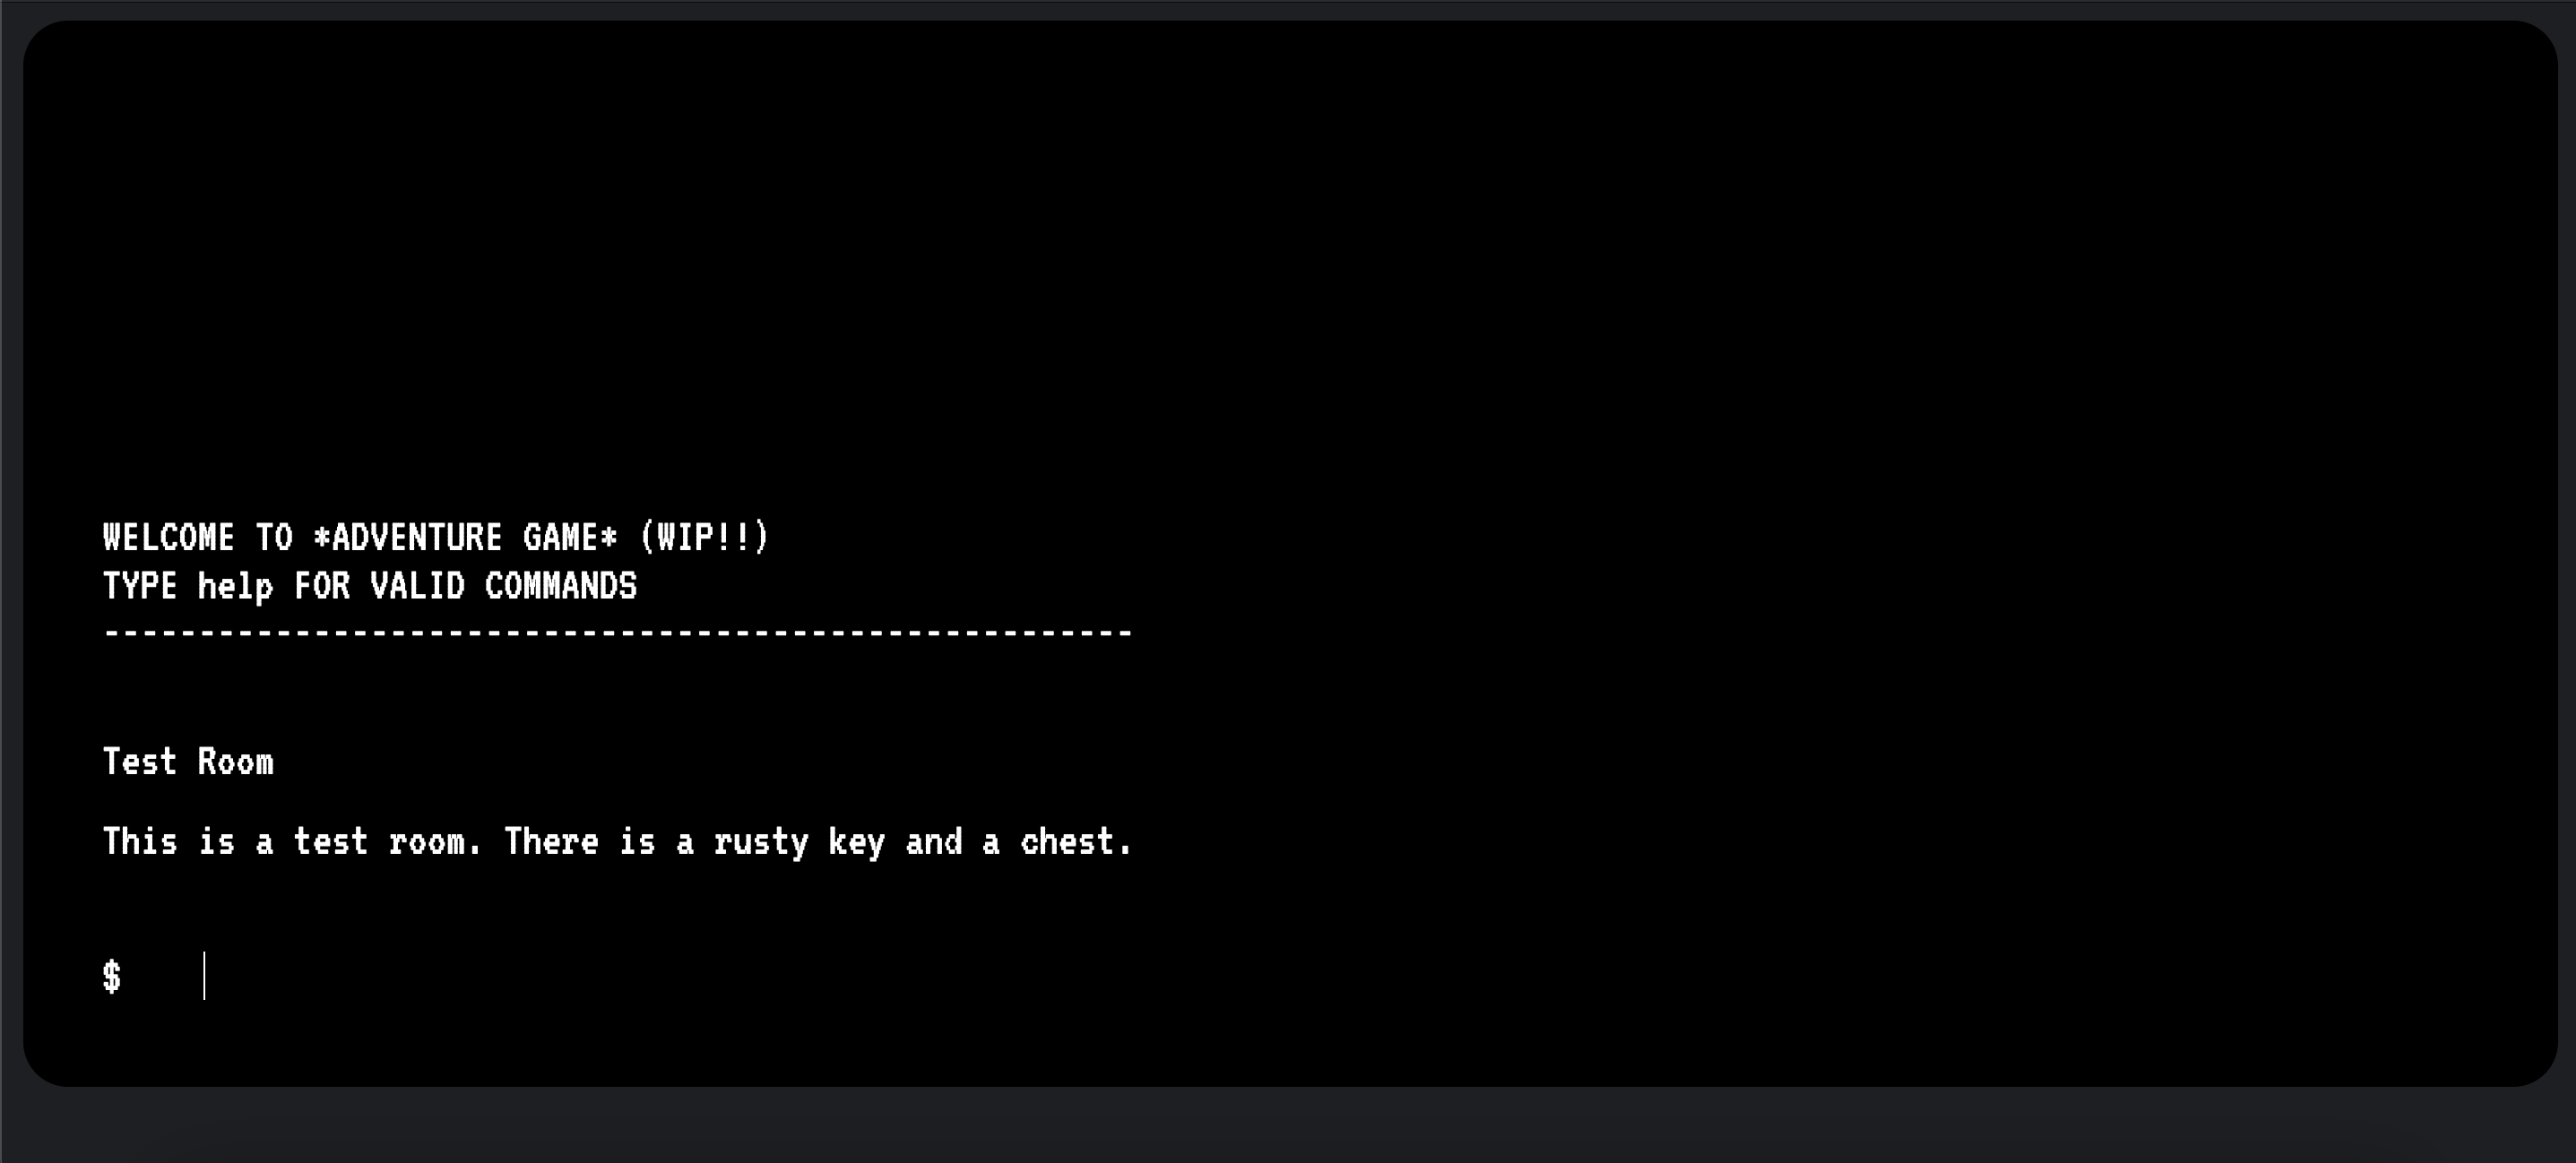 WELCOME TO *ADVENTURE GAME* (WIP!!)
TYPE help FOR VALID COMMANDS
------------------------------------------------------
Test Room
This is a test room. There is a rusty key and a chest.
$